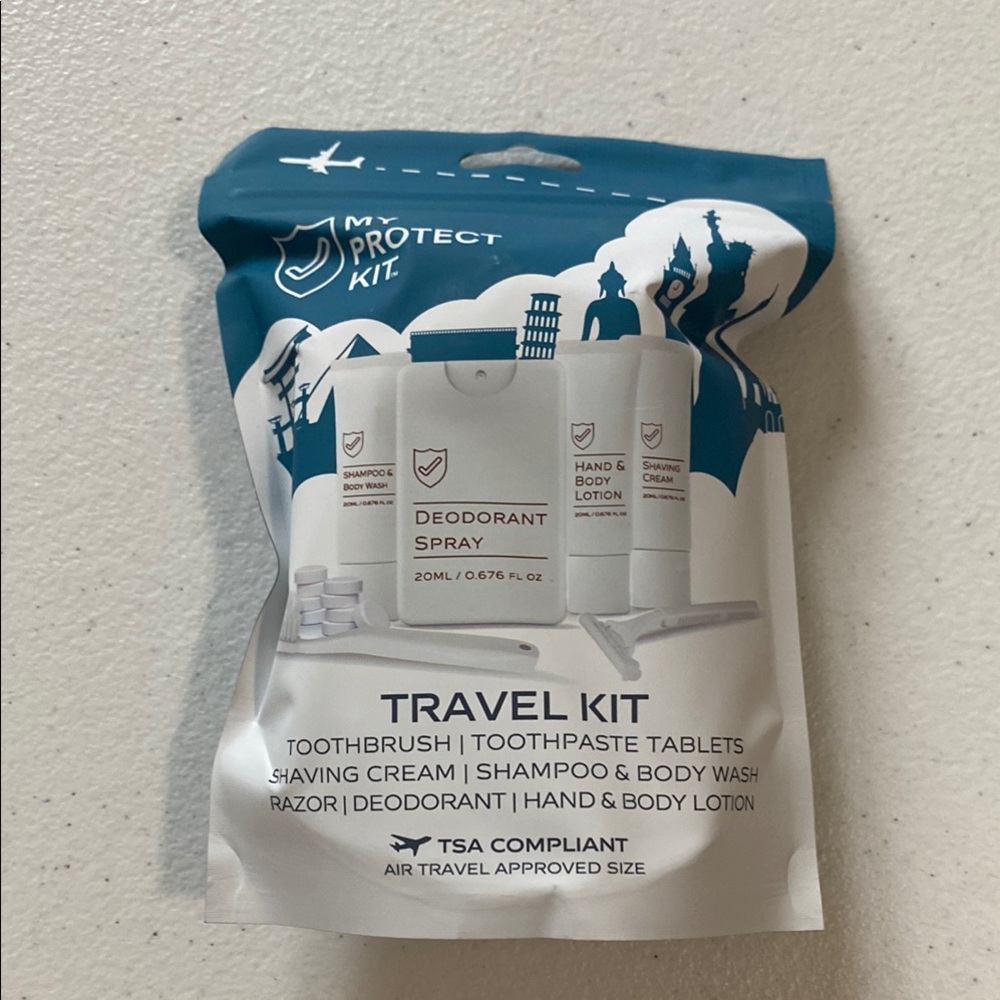 MY
PROTECT
KIT™
SHAMPOO &
BODY WASH
20ML / 0.676 FL OZ
DEODORANT
SPRAY
20ML / 0.676 FL OZ
HAND &
BODY
LOTION
20ML / 0.676 FL OZ
SHAVING
CREAM
20ML / 0.676 FL OZ
TRAVEL KIT
TOOTHBRUSH | TOOTHPASTE TABLETS
SHAVING CREAM | SHAMPOO & BODY WASH
RAZOR | DEODORANT | HAND & BODY LOTION
TSA COMPLIANT
AIR TRAVEL APPROVED SIZE